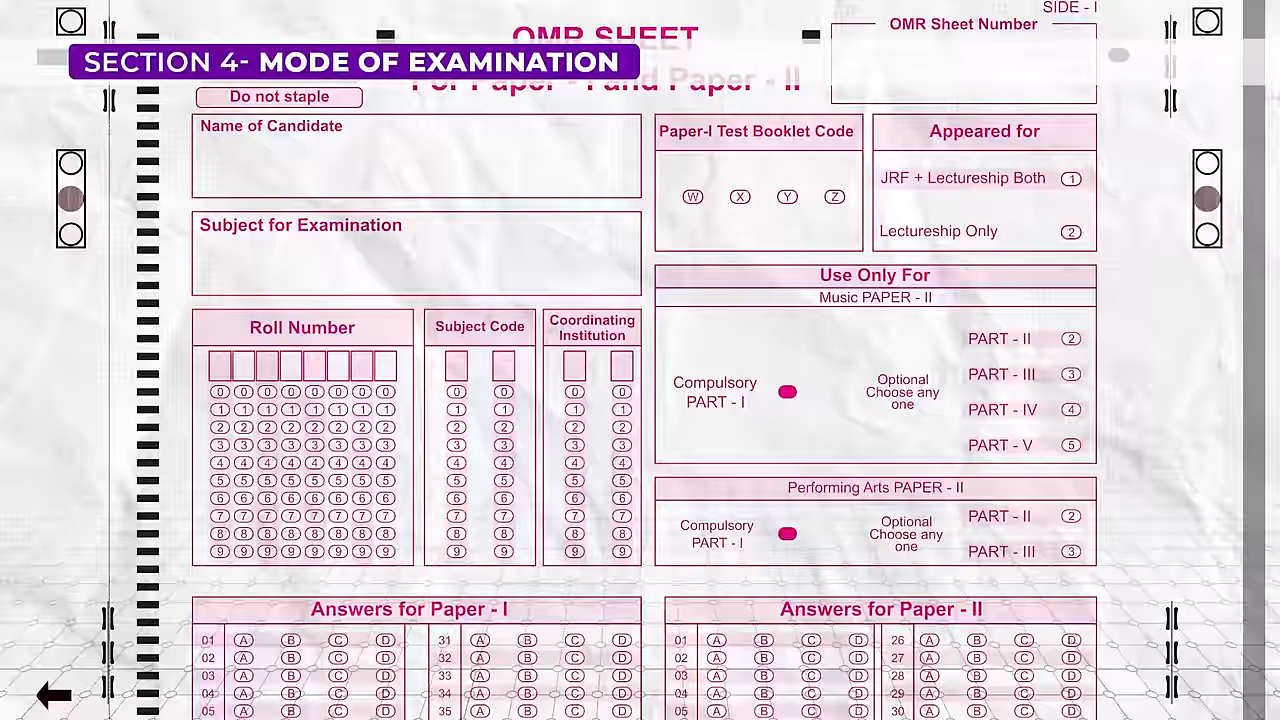 SIDE - I
OMR SHEET
OMR Sheet Number
SECTION 4- MODE OF EXAMINATION
For Paper - I and Paper - II
Do not staple
Name of Candidate
Paper-I Test Booklet Code
W X Y Z
Appeared for
JRF + Lectureship Both 1
Lectureship Only 2
Subject for Examination
Use Only For
Music PAPER - II
Compulsory
PART - I
Optional
Choose any
one
PART - II 2
PART - III 3
PART - IV 4
PART - V 5
Roll Number
Subject Code
Coordinating
Institution
0 0 0 0 0 0 0 0 0 0 0 0
1 1 1 1 1 1 1 1 1 1 1 1
2 2 2 2 2 2 2 2 2 2 2 2
3 3 3 3 3 3 3 3 3 3 3 3
4 4 4 4 4 4 4 4 4 4 4 4
5 5 5 5 5 5 5 5 5 5 5 5
6 6 6 6 6 6 6 6 6 6 6 6
7 7 7 7 7 7 7 7 7 7 7 7
8 8 8 8 8 8 8 8 8 8 8 8
9 9 9 9 9 9 9 9 9 9 9 9
Performing Arts PAPER - II
Compulsory
PART - I
Optional
Choose any
one
PART - II 2
PART - III 3
Answers for Paper - I
01 A B C D 31 A B C D
02 A B C D 32 A B C D
03 A B C D 33 A B C D
04 A B C D 34 A B C D
05 A B C D 35 A B C D
Answers for Paper - II
01 A B C D 26 A B C D
02 A B C D 27 A B C D
03 A B C D 28 A B C D
04 A B C D 29 A B C D
05 A B C D 30 A B C D